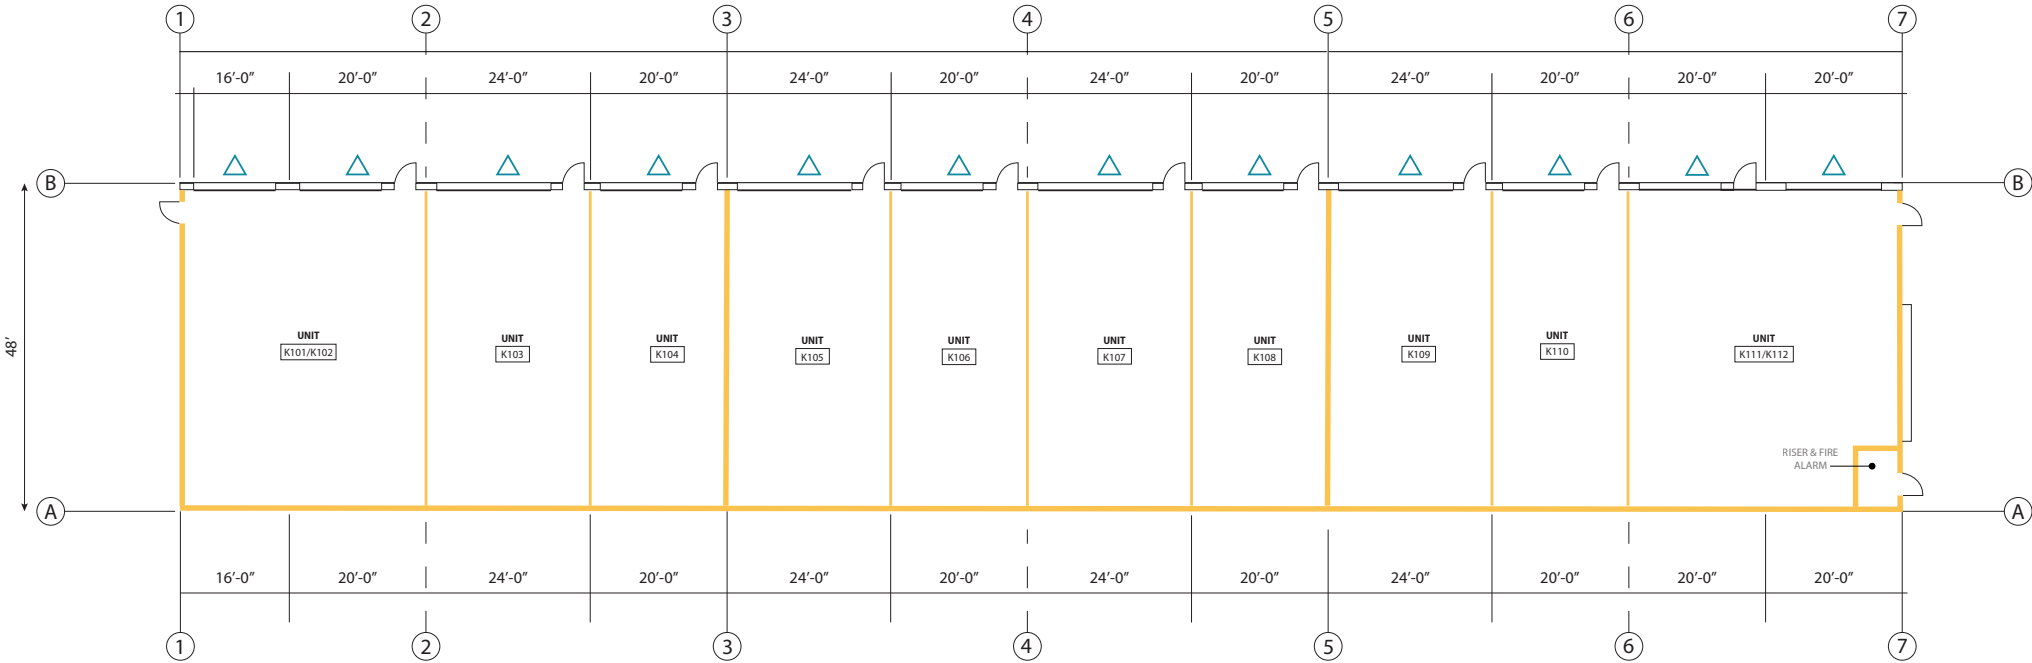 1 2 3 4 5 6 7
16′-0″ 20′-0″ 24′-0″ 20′-0″ 24′-0″ 20′-0″ 24′-0″ 20′-0″ 24′-0″ 20′-0″ 20′-0″ 20′-0″
B B
48′
UNIT
K101/K102
UNIT
K103
UNIT
K104
UNIT
K105
UNIT
K106
UNIT
K107
UNIT
K108
UNIT
K109
UNIT
K110
UNIT
K111/K112
RISER & FIRE
ALARM
A A
16′-0″ 20′-0″ 24′-0″ 20′-0″ 24′-0″ 20′-0″ 24′-0″ 20′-0″ 24′-0″ 20′-0″ 20′-0″ 20′-0″
1 2 3 4 5 6 7